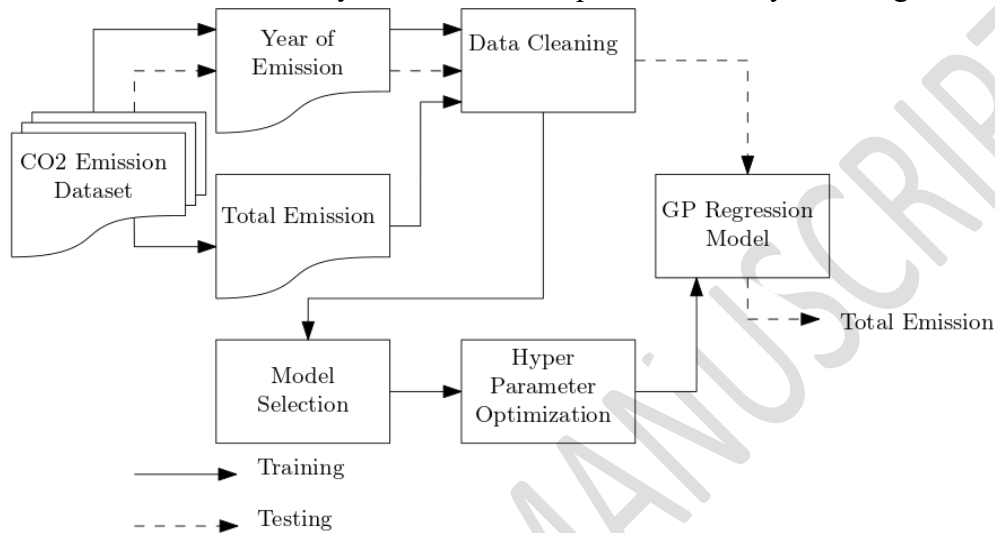 Year of
Emission
Data Cleaning
CO2 Emission
Dataset
Total Emission
GP Regression
Model
Total Emission
Model
Selection
Hyper
Parameter
Optimization
Training
Testing
MANUSCRIPT